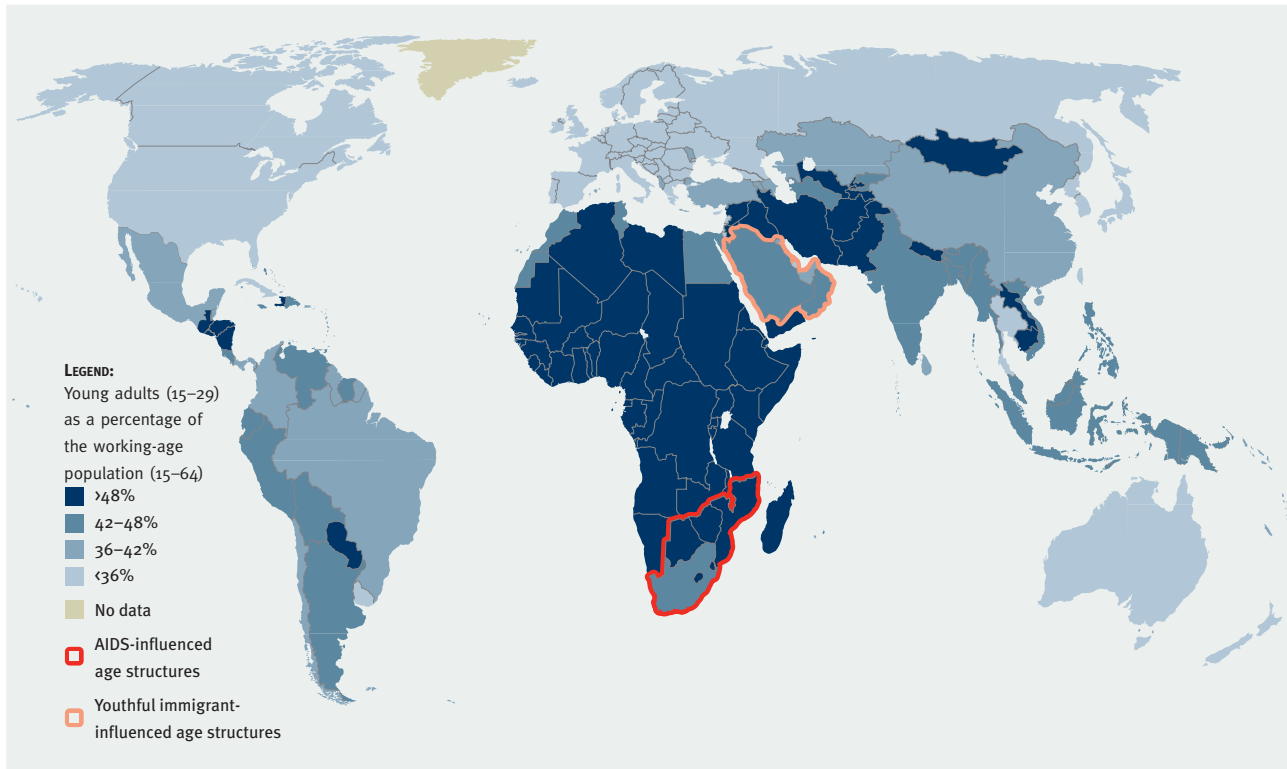 LEGEND:
Young adults (15–29)
as a percentage of
the working-age
population (15–64)
>48%
42–48%
36–42%
<36%
No data
AIDS-influenced
age structures
Youthful immigrant-
influenced age structures